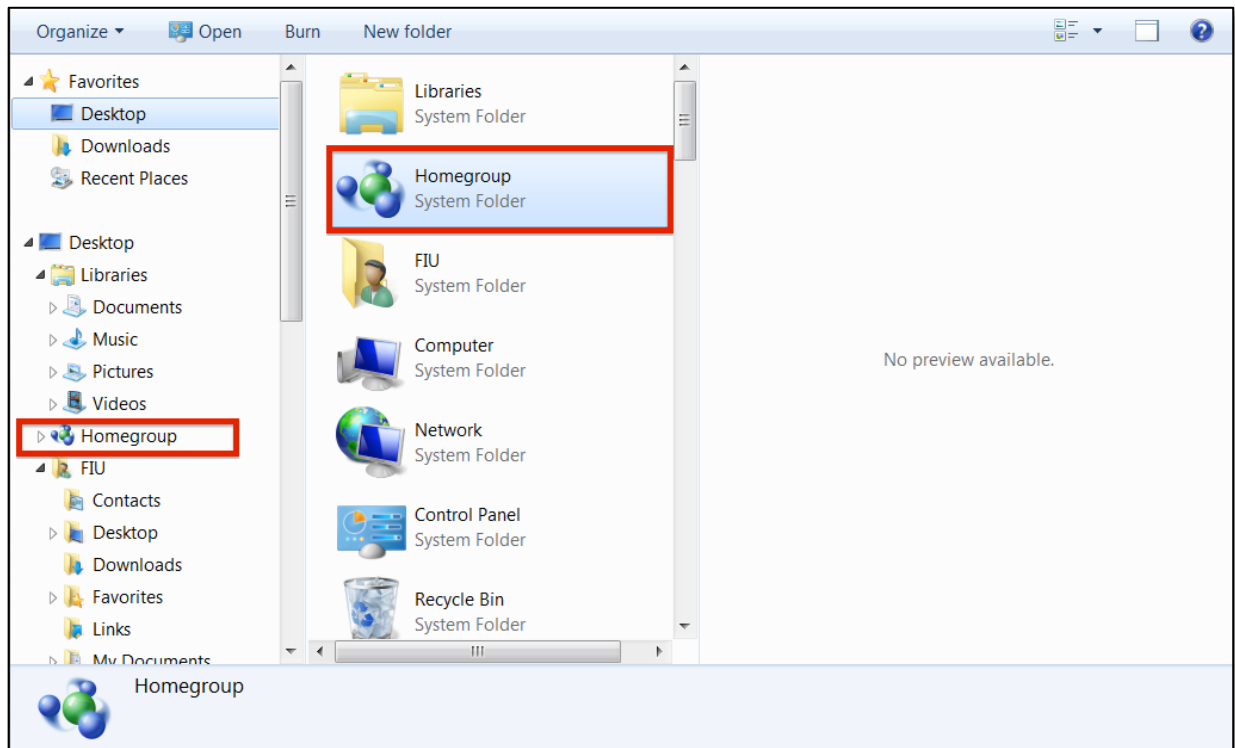 Organize Open Burn New folder
Favorites
Desktop
Downloads
Recent Places
Desktop
Libraries
Documents
Music
Pictures
Videos
Homegroup
FIU
Contacts
Desktop
Downloads
Favorites
Links
My Documents
Libraries
System Folder
Homegroup
System Folder
FIU
System Folder
Computer
System Folder
Network
System Folder
Control Panel
System Folder
Recycle Bin
System Folder
No preview available.
Homegroup